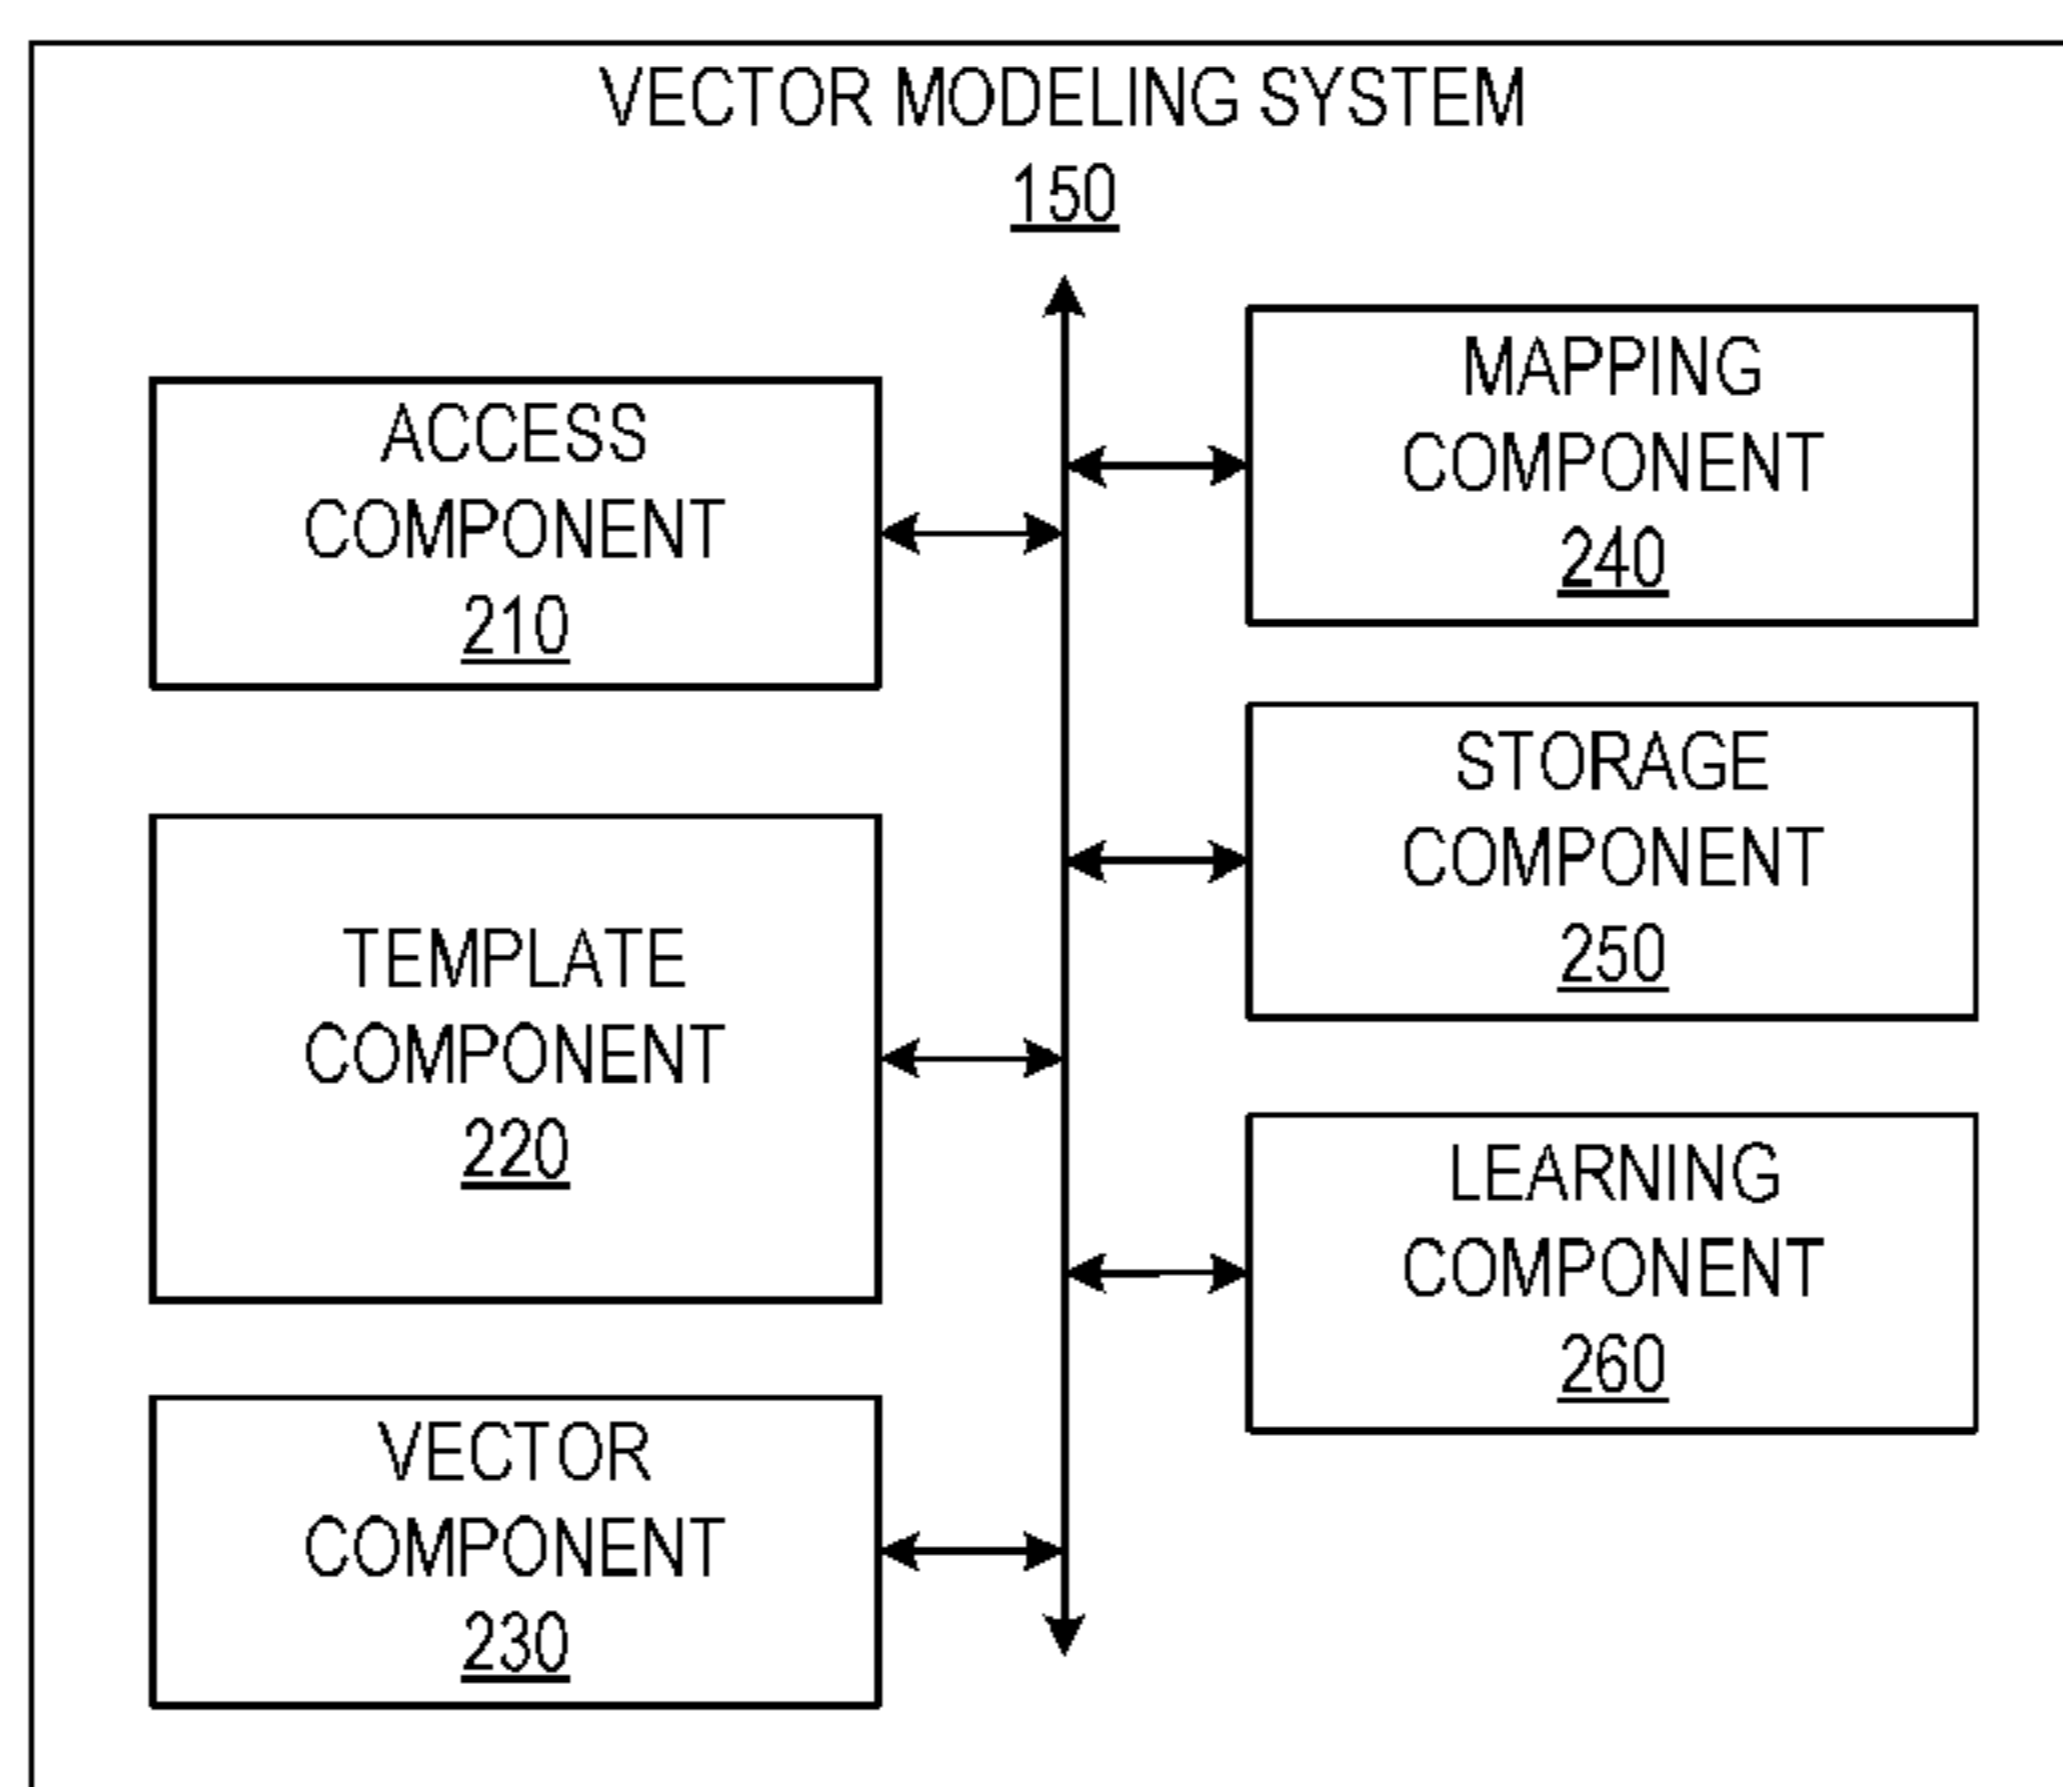 VECTOR MODELING SYSTEM
150
ACCESS
COMPONENT
210
TEMPLATE
COMPONENT
220
VECTOR
COMPONENT
230
MAPPING
COMPONENT
240
STORAGE
COMPONENT
250
LEARNING
COMPONENT
260